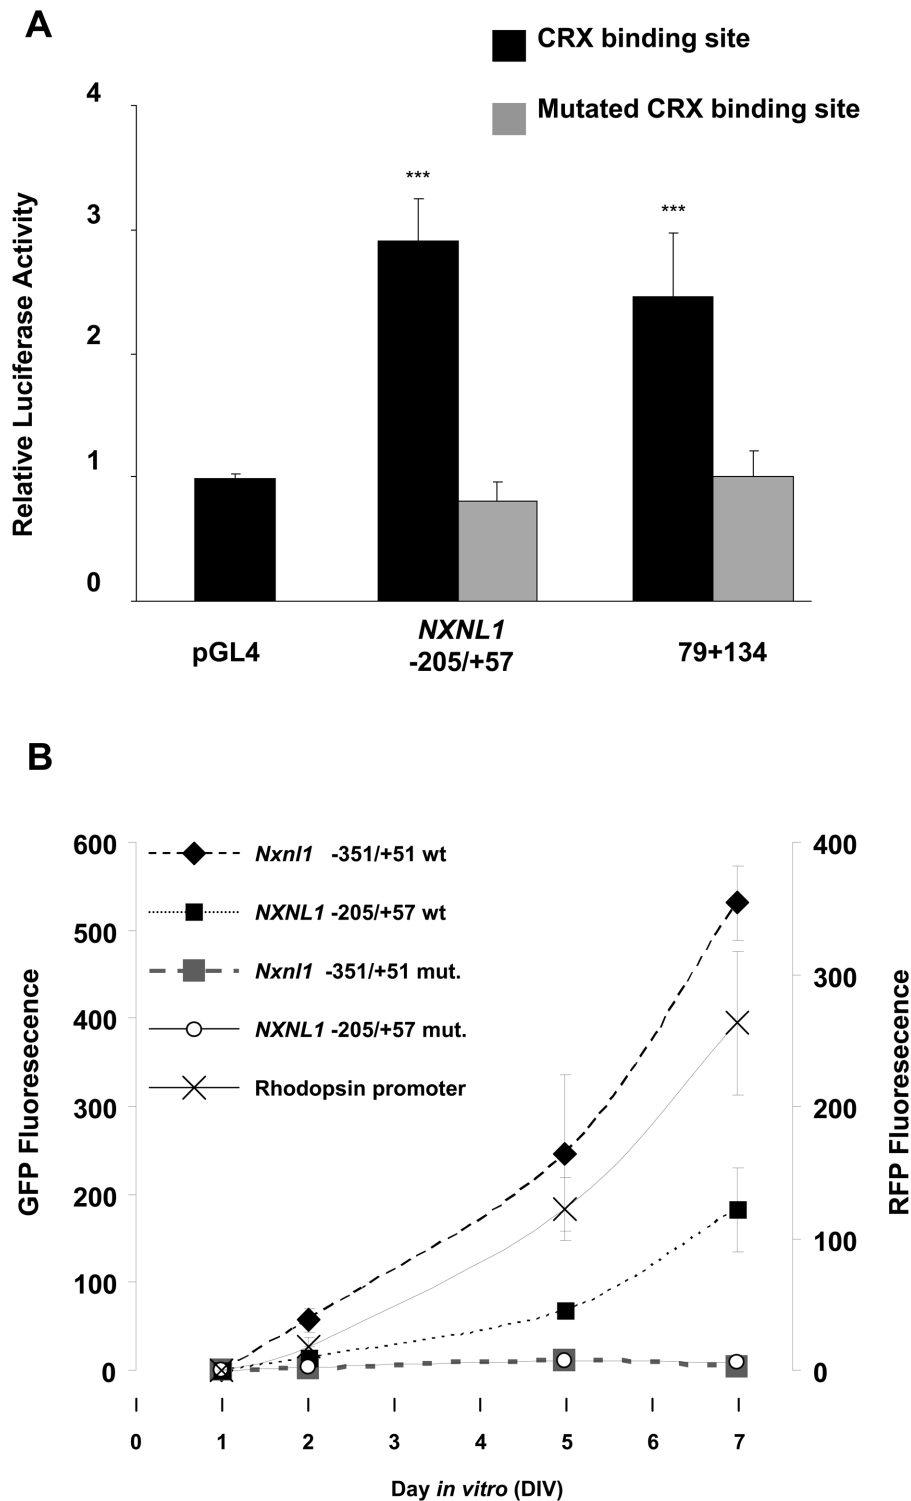 A
CRX binding site
Mutated CRX binding site
4
3
2
1
0
Relative Luciferase Activity
***
***
pGL4
NXNL1
-205/+57
79+134
B
600
500
400
300
200
100
0
GFP Fluoresecence
Nxnl1 -351/+51 wt
NXNL1 -205/+57 wt
Nxnl1 -351/+51 mut.
NXNL1 -205/+57 mut.
Rhodopsin promoter
400
300
200
100
0
RFP Fluoresecence
0 1 2 3 4 5 6 7
Day in vitro (DIV)